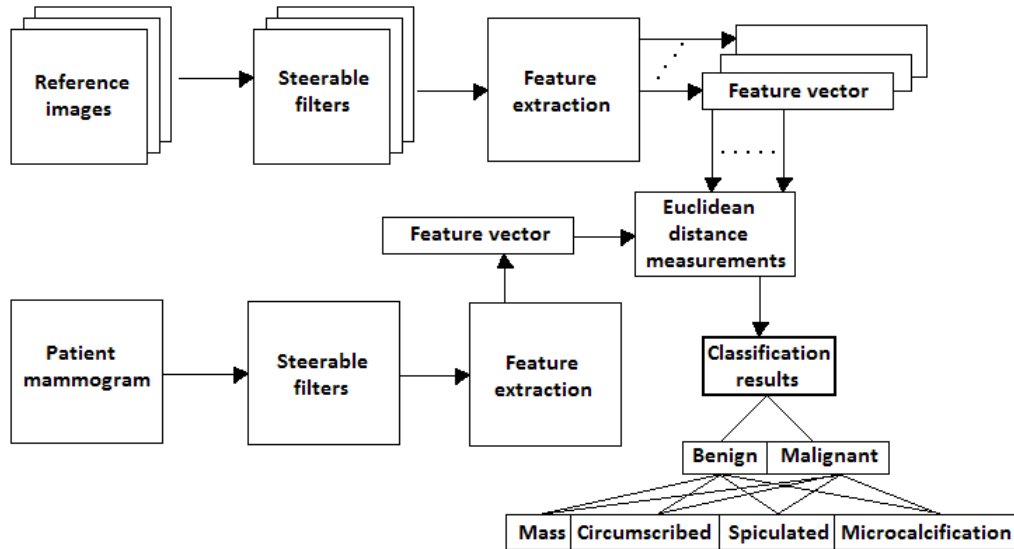 Reference
images
Steerable
filters
Feature
extraction
Feature vector
Feature vector
Euclidean
distance
measurements
Patient
mammogram
Steerable
filters
Feature
extraction
Classification
results
Benign Malignant
Mass Circumscribed Spiculated Microcalcification